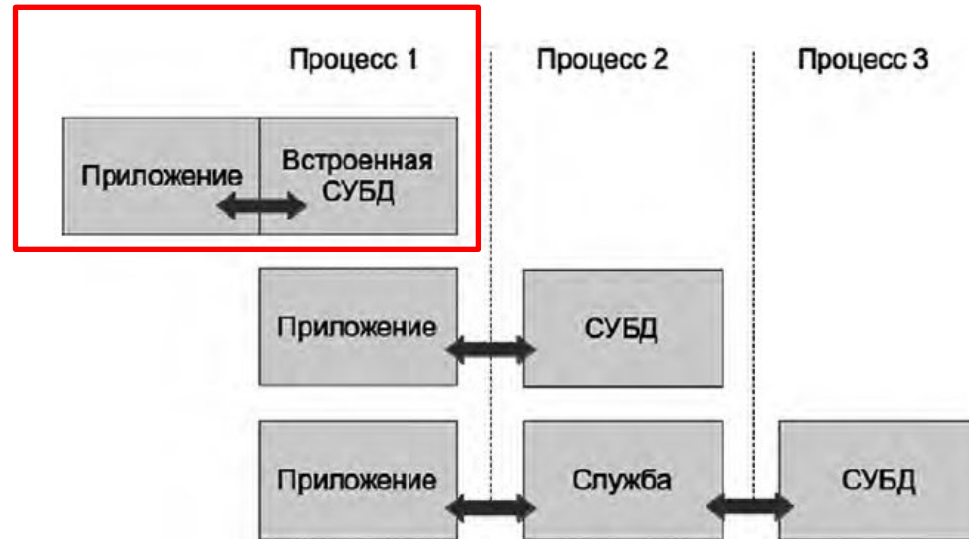 Процесс 1
Процесс 2
Процесс 3
Приложение
Встроенная
СУБД
Приложение
СУБД
Приложение
Служба
СУБД